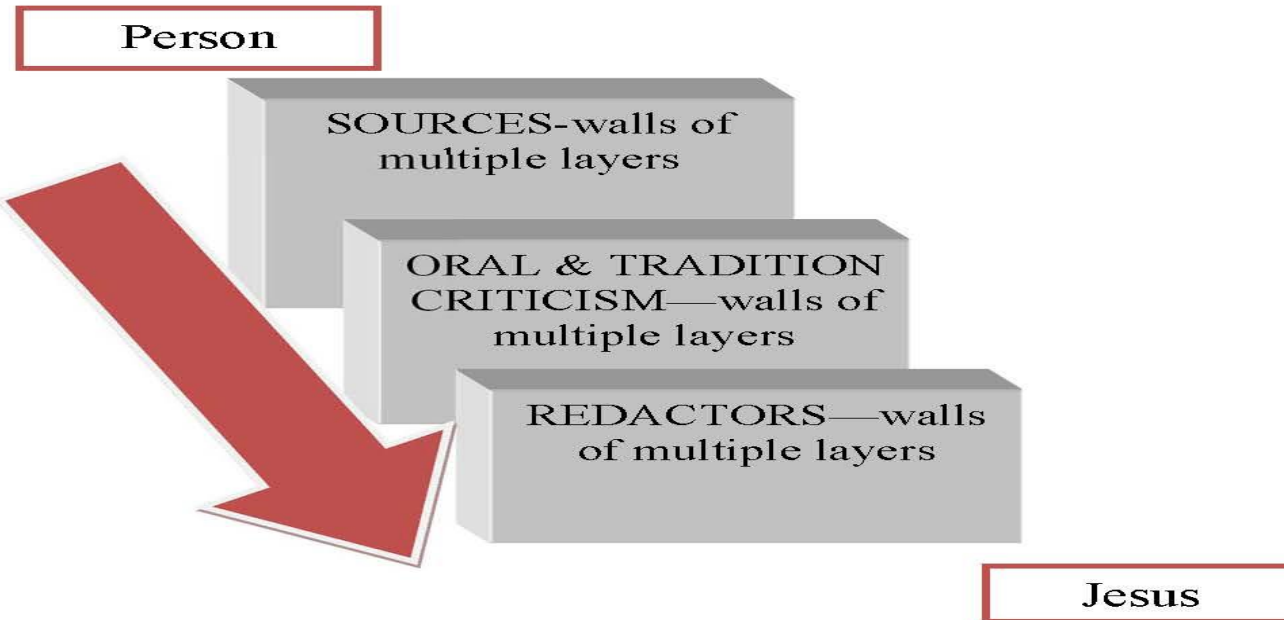 Person
SOURCES-walls of
multiple layers
ORAL & TRADITION
CRITICISM—walls of
multiple layers
REDACTORS—walls
of multiple layers
Jesus